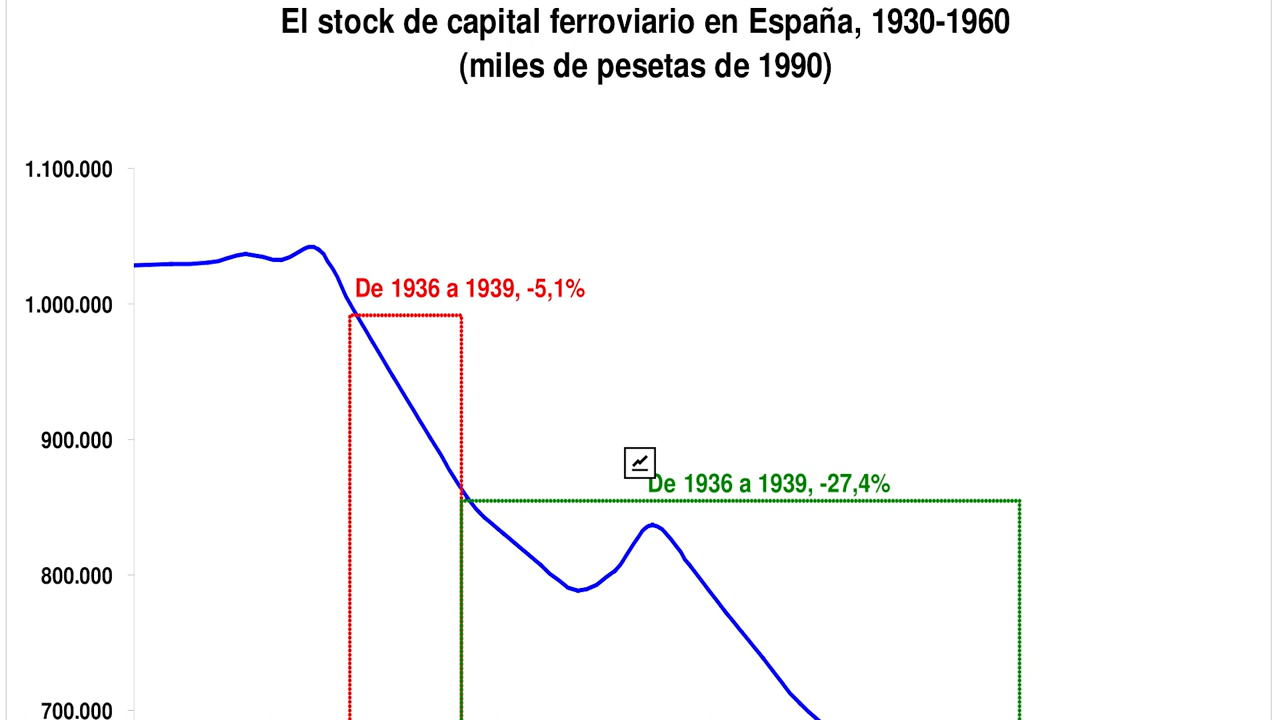 El stock de capital ferroviario en España, 1930-1960
(miles de pesetas de 1990)
1.100.000
De 1936 a 1939, -5,1%
1.000.000
900.000
De 1936 a 1939, -27,4%
800.000
700.000